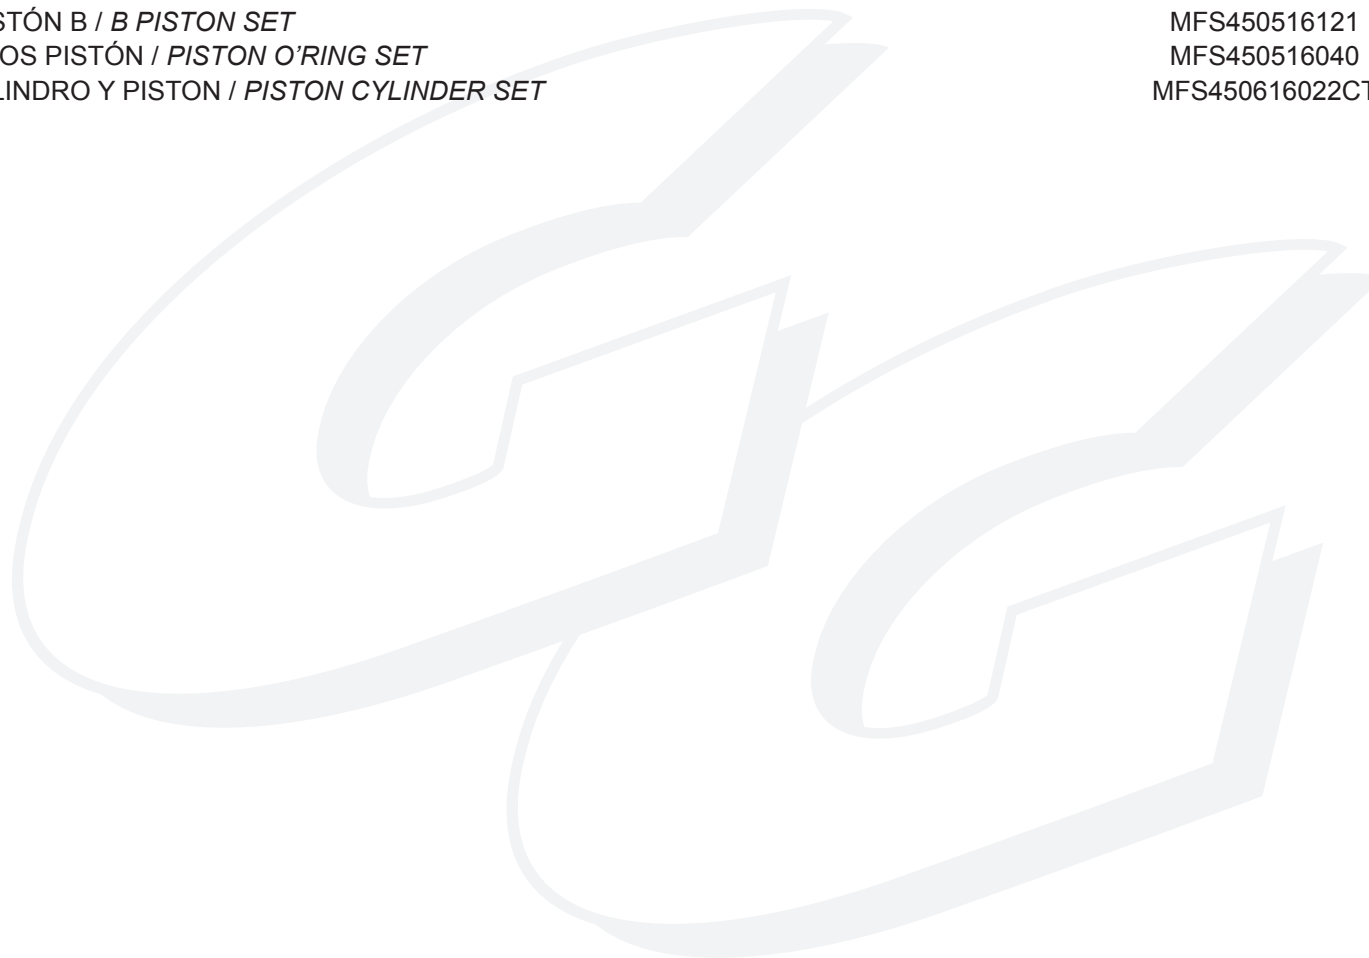 STÓN B / B PISTON SET MFS450516121
OS PISTÓN / PISTON O'RING SET MFS450516040
LINDRO Y PISTON / PISTON CYLINDER SET MFS450616022CT